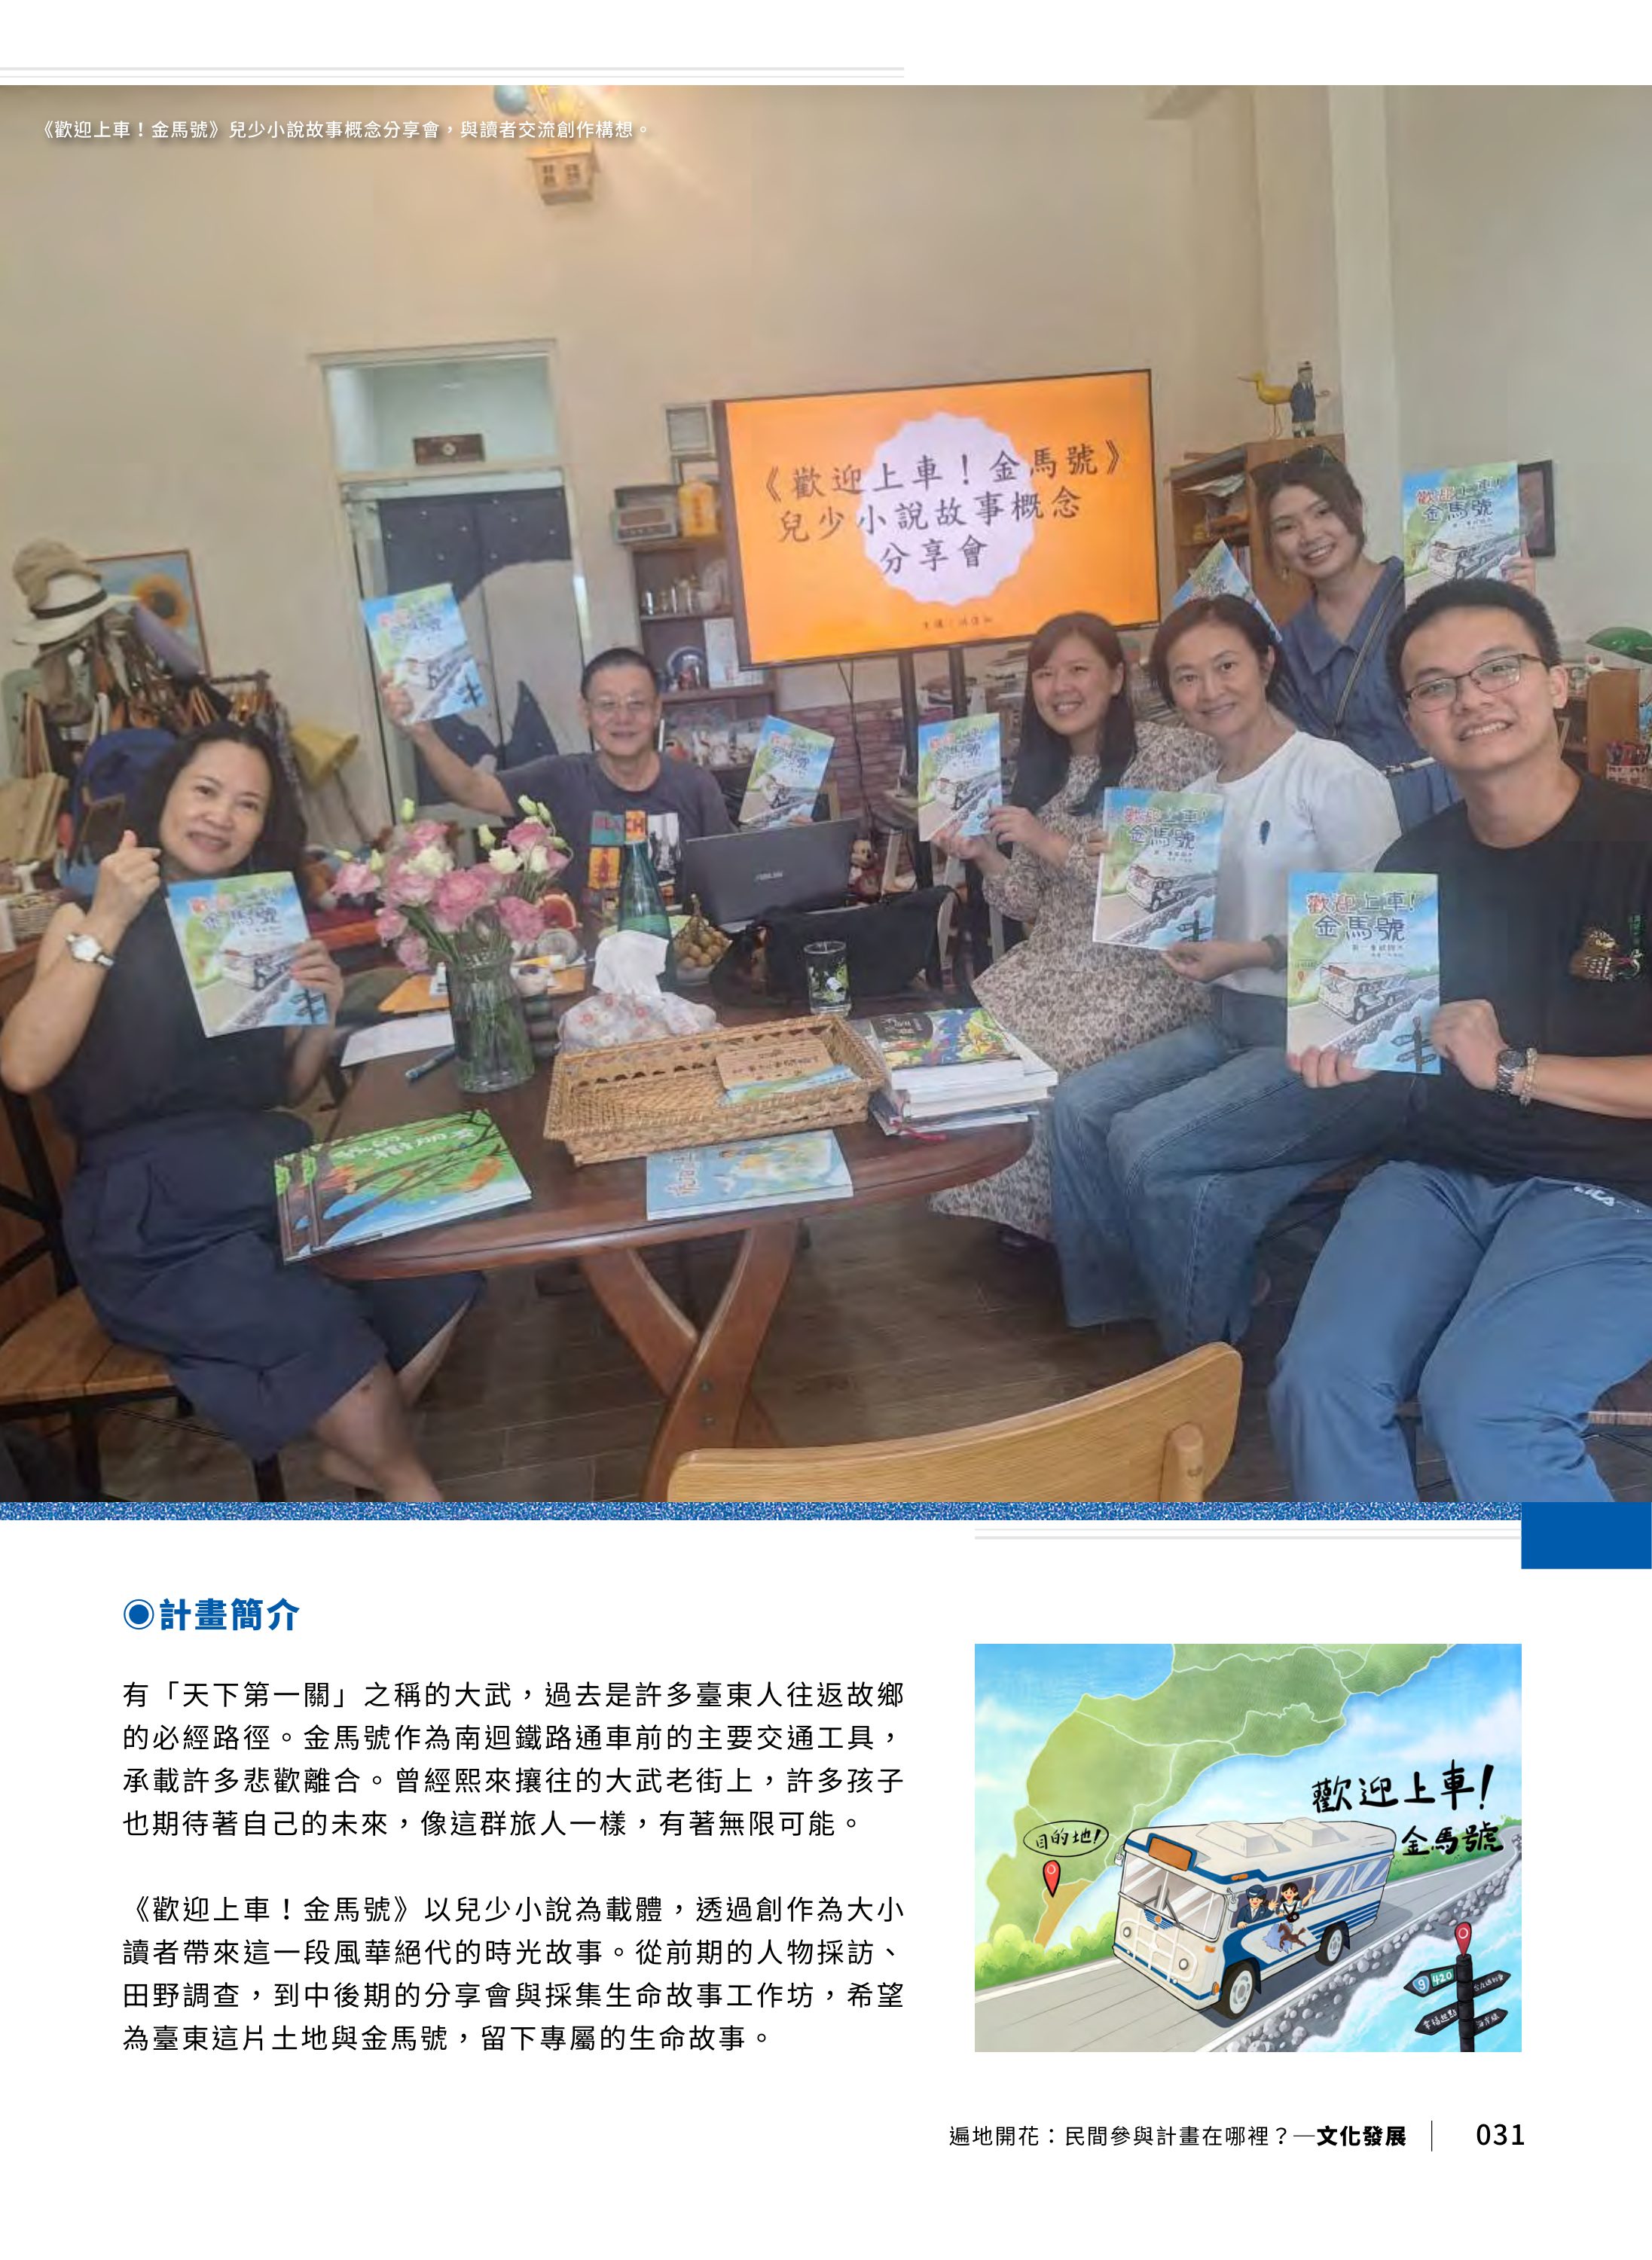 《歡迎上車！金馬號》兒少小說故事概念分享會，與讀者交流創作構想。
《歡迎上車！金馬號》
兒少小說故事概念
分享會
歡迎上車!
金馬號
ASUS
FILA
◉計畫簡介
有「天下第一關」之稱的大武，過去是許多臺東人往返故鄉
的必經路徑。金馬號作為南迴鐵路通車前的主要交通工具，
承載許多悲歡離合。曾經熙來攘往的大武老街上，許多孩子
也期待著自己的未來，像這群旅人一樣，有著無限可能。
《歡迎上車！金馬號》以兒少小說為載體，透過創作為大小
讀者帶來這一段風華絕代的時光故事。從前期的人物採訪、
田野調查，到中後期的分享會與採集生命故事工作坊，希望
為臺東這片土地與金馬號，留下專屬的生命故事。
歡迎上車!
金馬號
目的地!
9 420
幸福起點
海岸線
遍地開花：民間參與計畫在哪裡？—文化發展
031